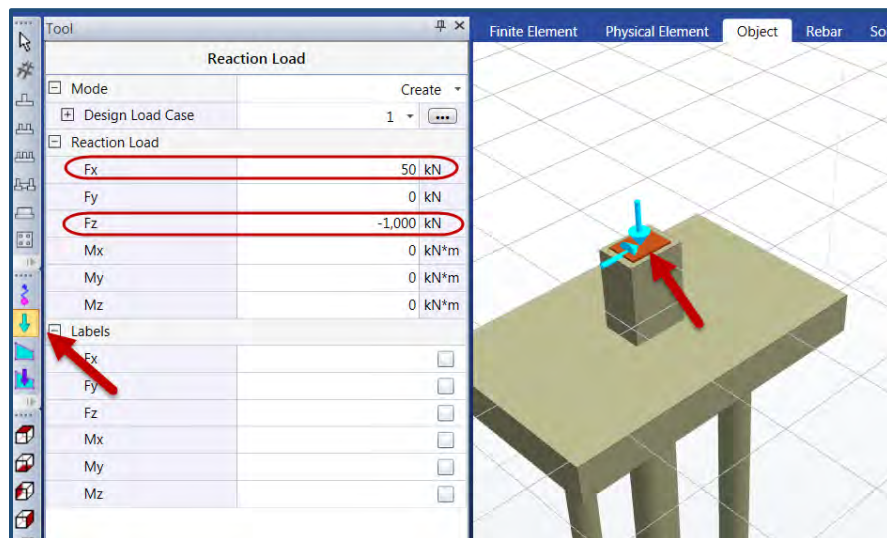 Tool
Finite Element Physical Element Object Rebar So
Reaction Load
Mode Create
Design Load Case 1 ...
Reaction Load
Fx 50 kN
Fy 0 kN
Fz -1,000 kN
Mx 0 kN*m
My 0 kN*m
Mz 0 kN*m
Labels
Fx
Fy
Fz
Mx
My
Mz